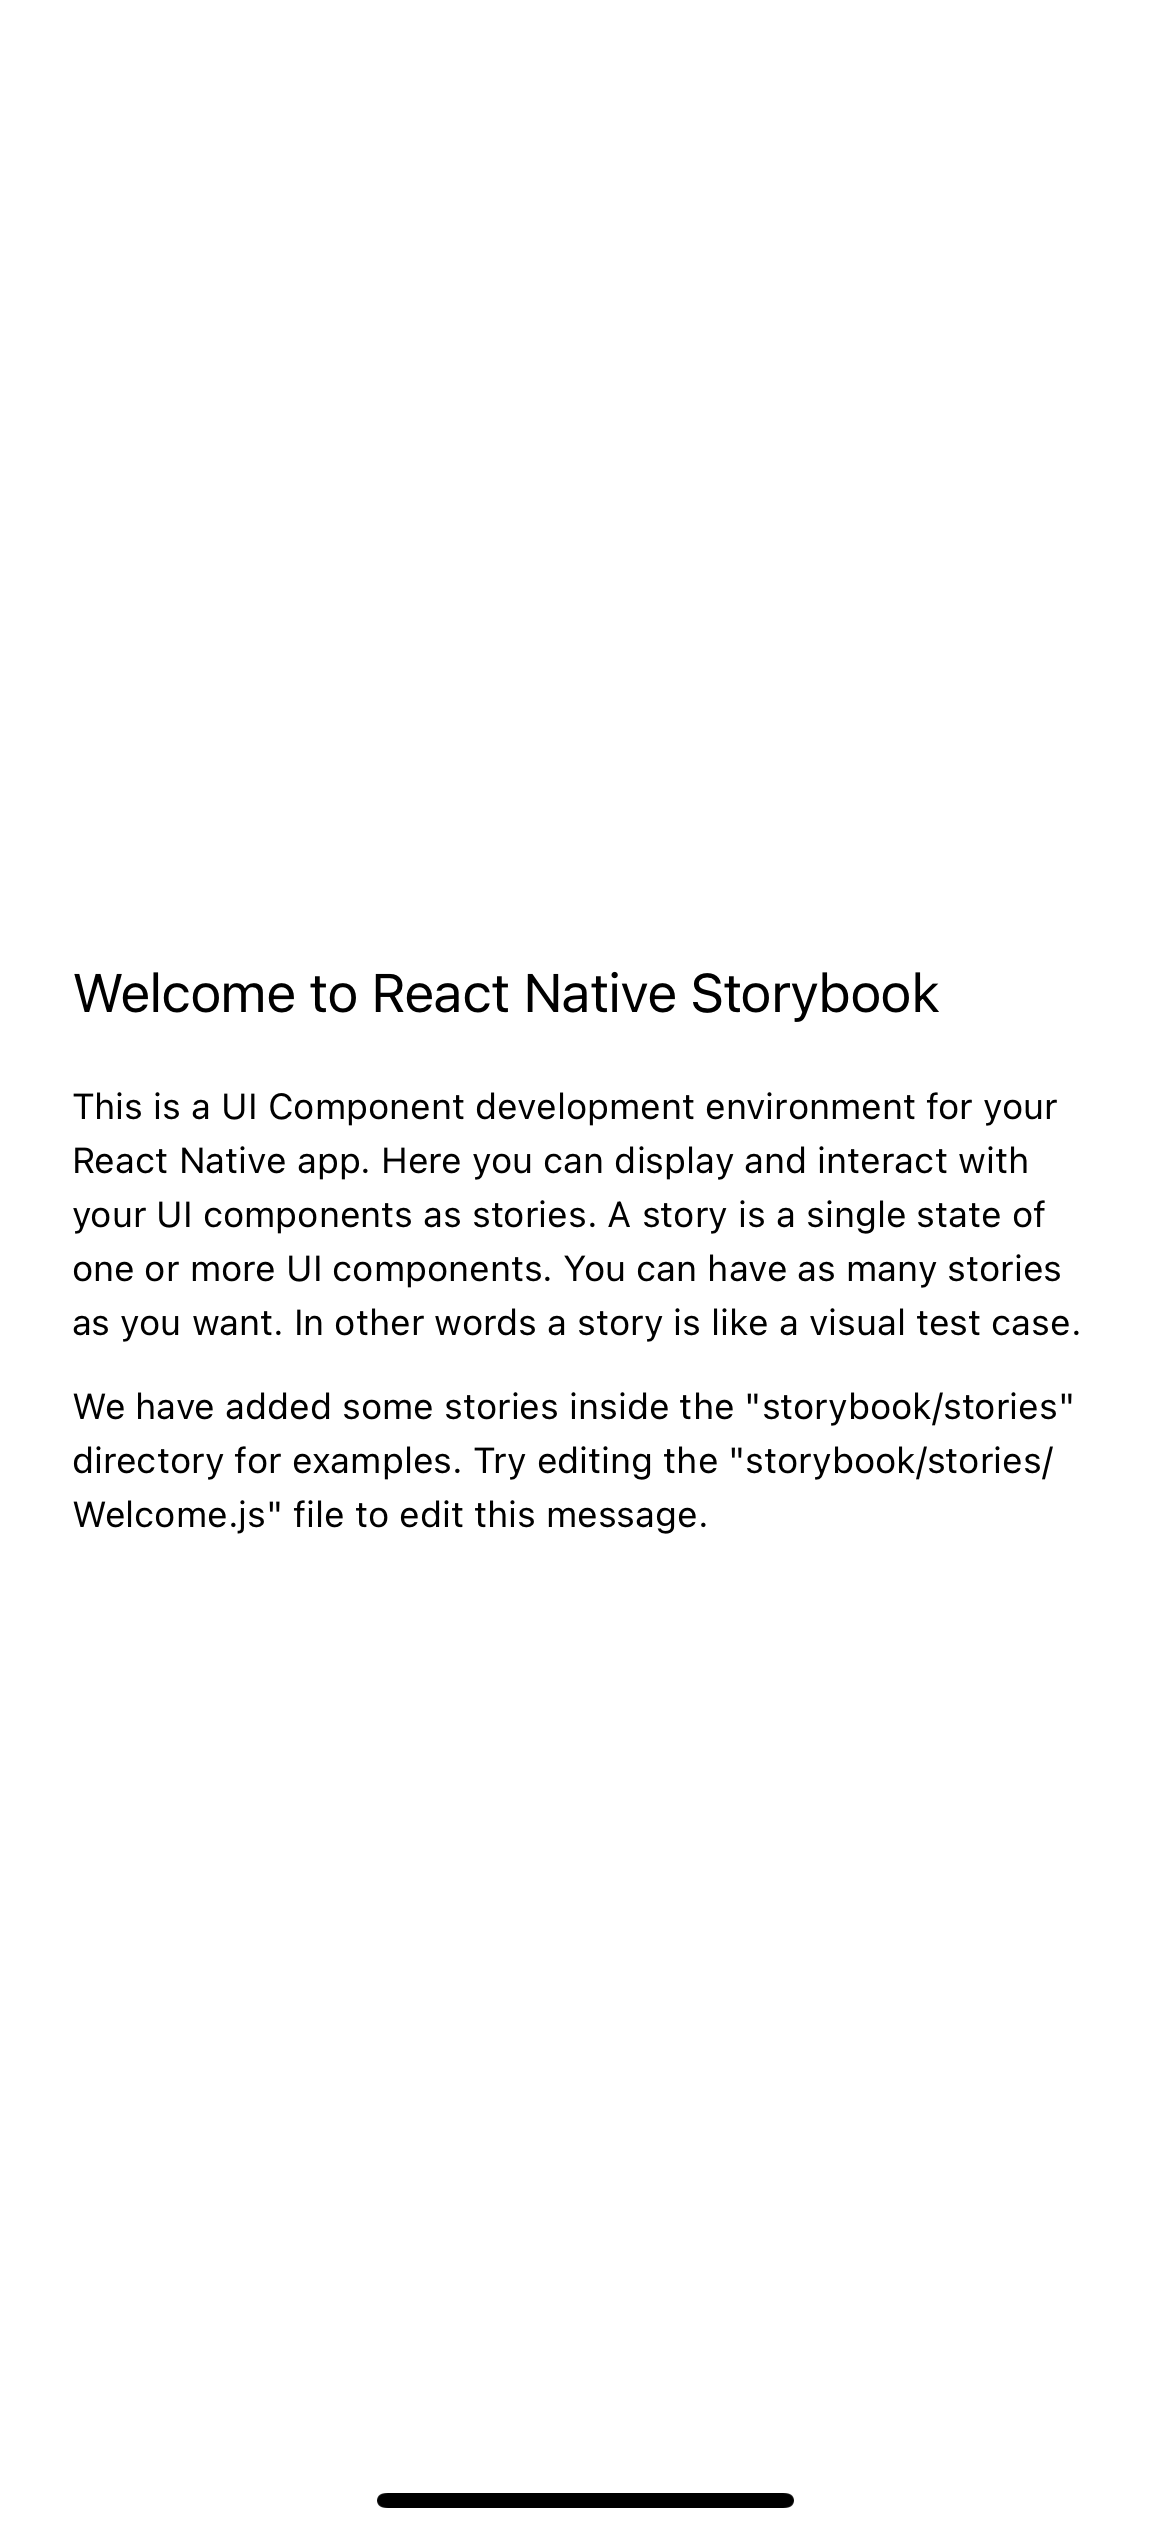 Welcome to React Native Storybook
This is a UI Component development environment for your
React Native app. Here you can display and interact with
your UI components as stories. A story is a single state of
one or more UI components. You can have as many stories
as you want. In other words a story is like a visual test case.
We have added some stories inside the "storybook/stories"
directory for examples. Try editing the "storybook/stories/
Welcome.js" file to edit this message.